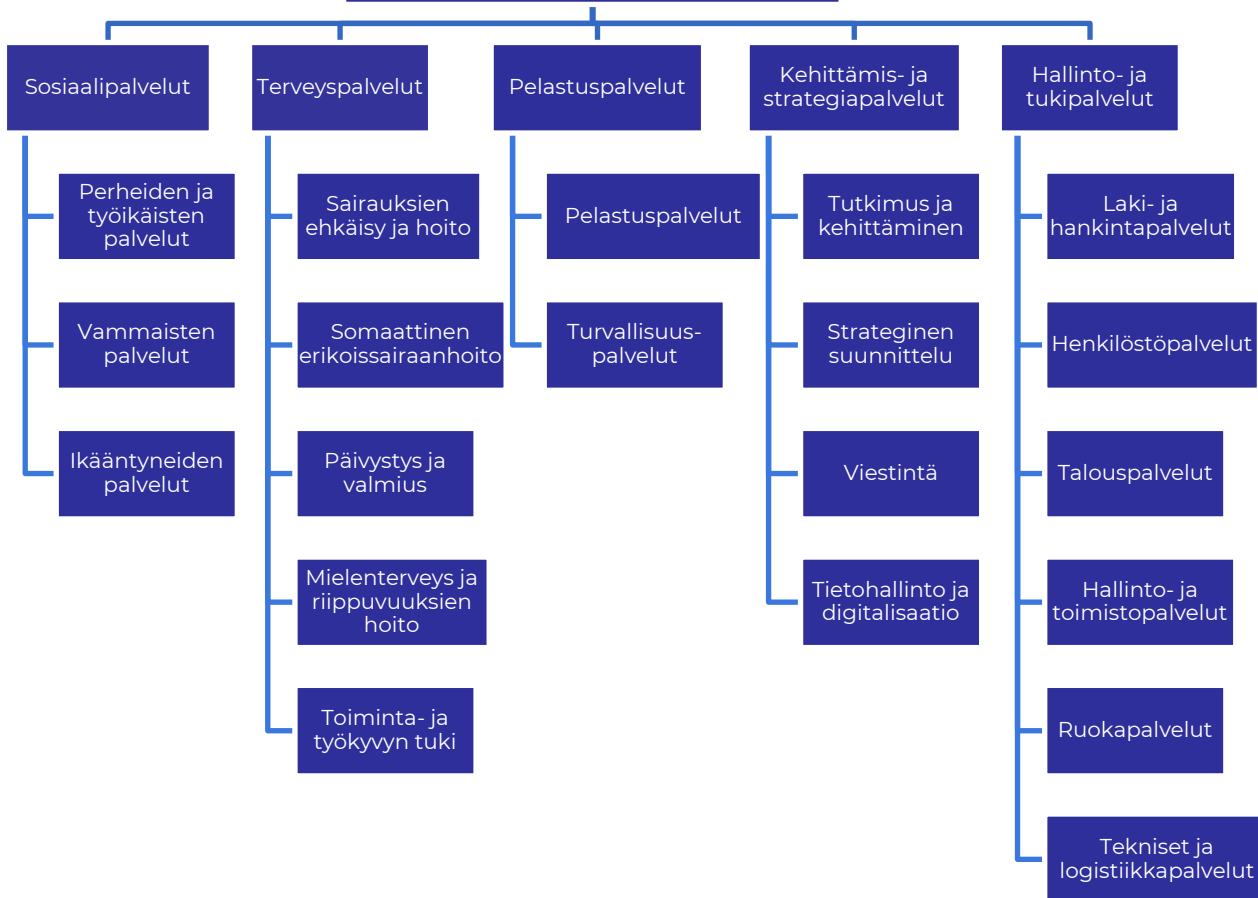 Sosiaalipalvelut
Perheiden ja
työikäisten
palvelut
Vammaisten
palvelut
Ikääntyneiden
palvelut
Terveyspalvelut
Sairauksien
ehkäisy ja hoito
Somaattinen
erikoissairaanhoito
Päivystys ja
valmius
Mielenterveys ja
riippuvuuksien
hoito
Toiminta- ja
työkyvyn tuki
Pelastuspalvelut
Pelastuspalvelut
Turvallisuus-
palvelut
Kehittämis- ja
strategiapalvelut
Tutkimus ja
kehittäminen
Strateginen
suunnittelu
Viestintä
Tietohallinto ja
digitalisaatio
Hallinto- ja
tukipalvelut
Laki- ja
hankintapalvelut
Henkilöstöpalvelut
Talouspalvelut
Hallinto- ja
toimistopalvelut
Ruokapalvelut
Tekniset ja
logistiikkapalvelut